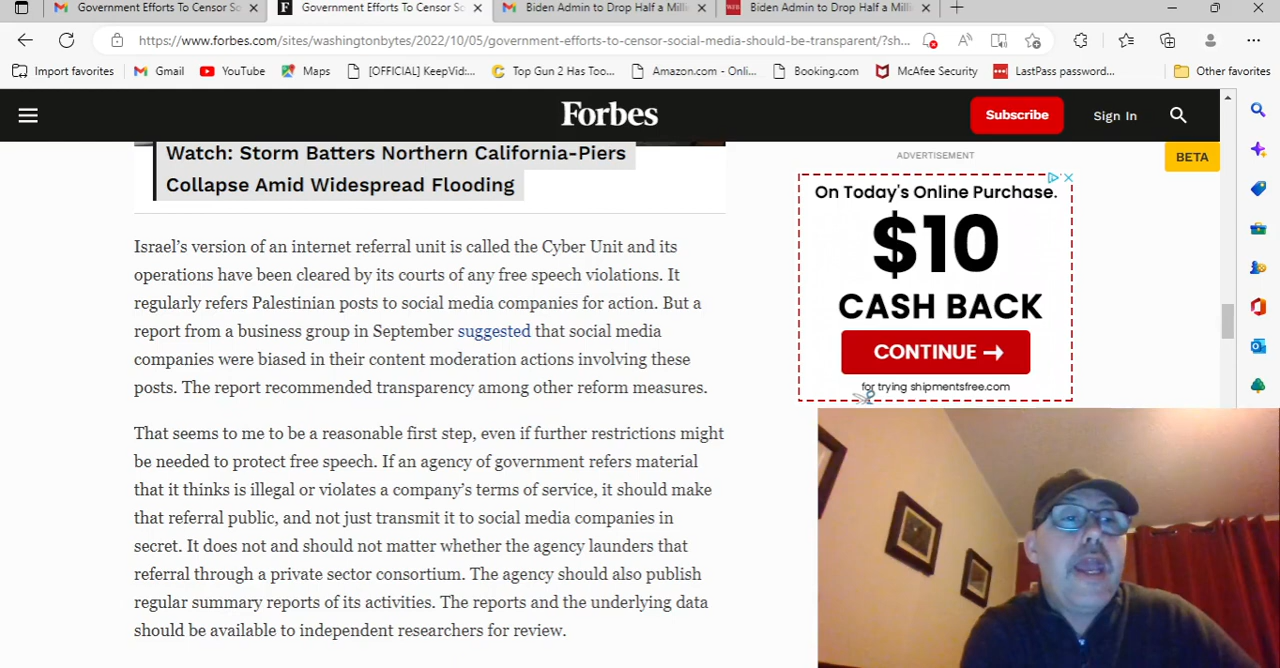 Government Efforts To Censor So
Government Efforts To Censor So
Biden Admin to Drop Half a Milli
Biden Admin to Drop Half a Milli
https://www.forbes.com/sites/washingtonbytes/2022/10/05/government-efforts-to-censor-social-media-should-be-transparent/?sh...
Import favorites
Gmail
YouTube
Maps
[OFFICIAL] KeepVid:...
Top Gun 2 Has Too...
Amazon.com - Onli...
Booking.com
McAfee Security
LastPass password...
Other favorites
Forbes
Subscribe
Sign In
BETA
Watch: Storm Batters Northern California-Piers
Collapse Amid Widespread Flooding
Israel's version of an internet referral unit is called the Cyber Unit and its
operations have been cleared by its courts of any free speech violations. It
regularly refers Palestinian posts to social media companies for action. But a
report from a business group in September suggested that social media
companies were biased in their content moderation actions involving these
posts. The report recommended transparency among other reform measures.
That seems to me to be a reasonable first step, even if further restrictions might
be needed to protect free speech. If an agency of government refers material
that it thinks is illegal or violates a company's terms of service, it should make
that referral public, and not just transmit it to social media companies in
secret. It does not and should not matter whether the agency launders that
referral through a private sector consortium. The agency should also publish
regular summary reports of its activities. The reports and the underlying data
should be available to independent researchers for review.
ADVERTISEMENT
On Today's Online Purchase.
$10
CASH BACK
CONTINUE →
for trying shipmentsfree.com